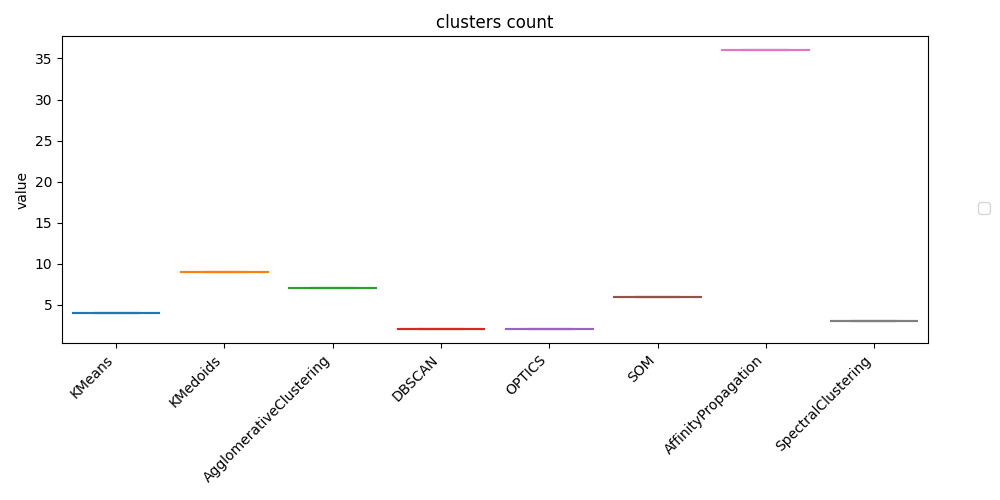 clusters count
value
35
30
25
20
15
10
5
KMeans
KMedoids
AgglomerativeClustering
DBSCAN
OPTICS
SOM
AffinityPropagation
SpectralClustering